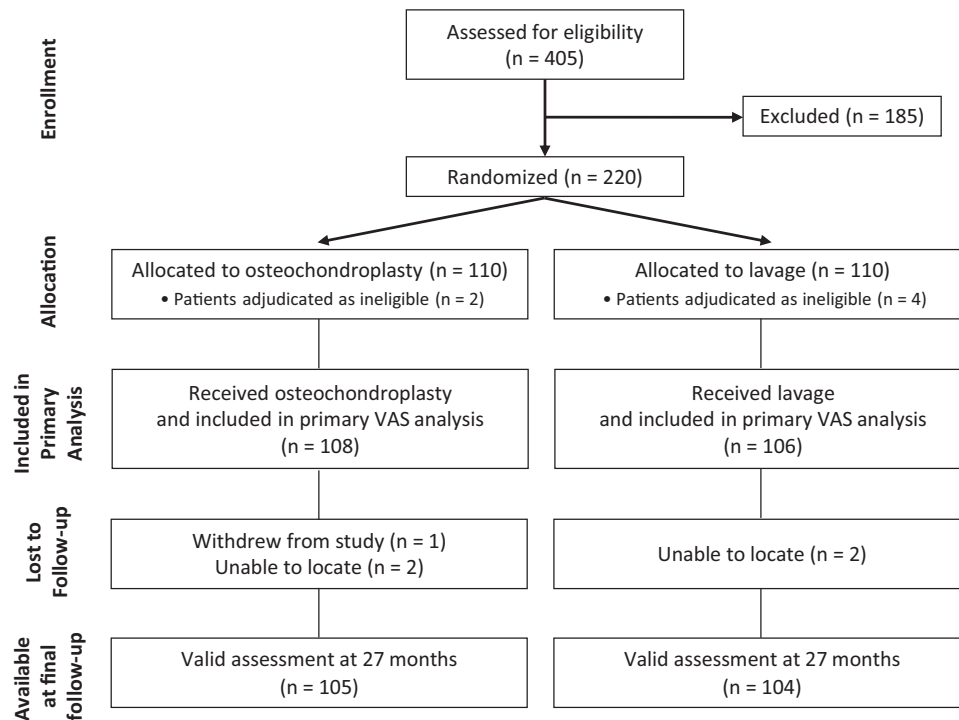 Enrollment
Assessed for eligibility
(n = 405)
Excluded (n = 185)
Randomized (n = 220)
Allocation
Allocated to osteochondroplasty (n = 110)
• Patients adjudicated as ineligible (n = 2)
Allocated to lavage (n = 110)
• Patients adjudicated as ineligible (n = 4)
Included in
Primary
Analysis
Received osteochondroplasty
and included in primary VAS analysis
(n = 108)
Received lavage
and included in primary VAS analysis
(n = 106)
Lost to
Follow-up
Withdrew from study (n = 1)
Unable to locate (n = 2)
Unable to locate (n = 2)
Available
at final
follow-up
Valid assessment at 27 months
(n = 105)
Valid assessment at 27 months
(n = 104)